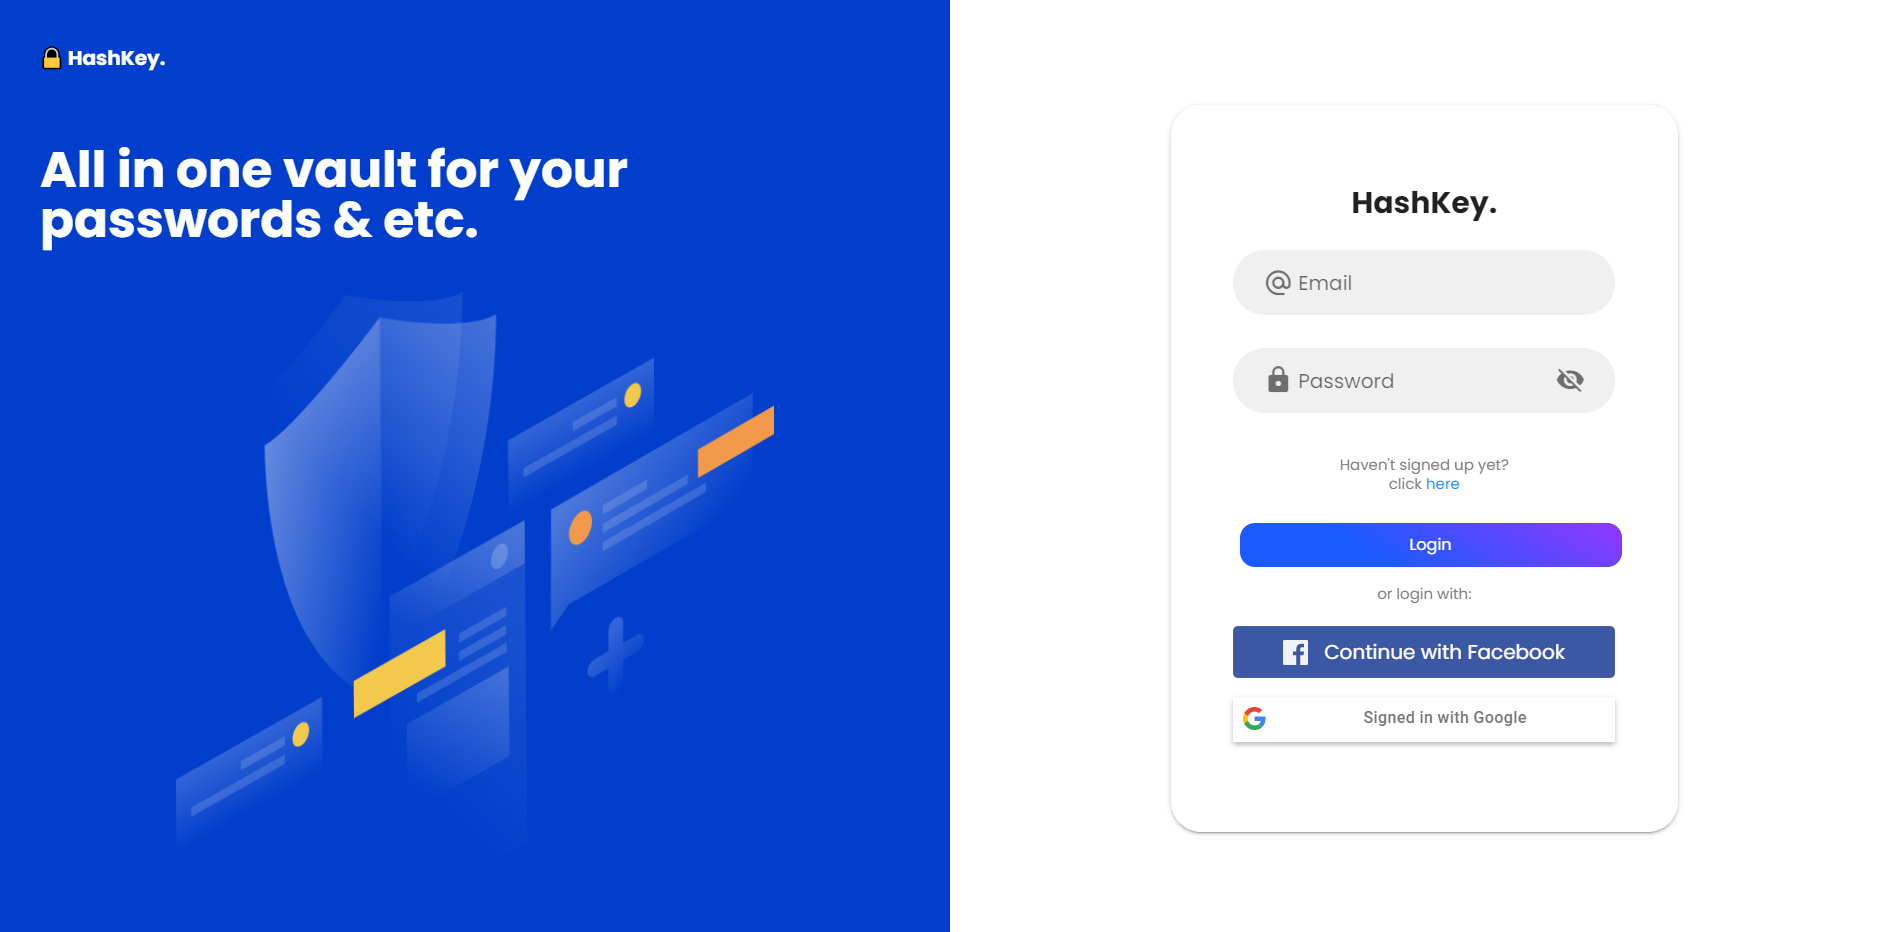 HashKey.
All in one vault for your
passwords & etc.
HashKey.
Email
Password
Haven't signed up yet?
click here
Login
or login with:
Continue with Facebook
Signed in with Google